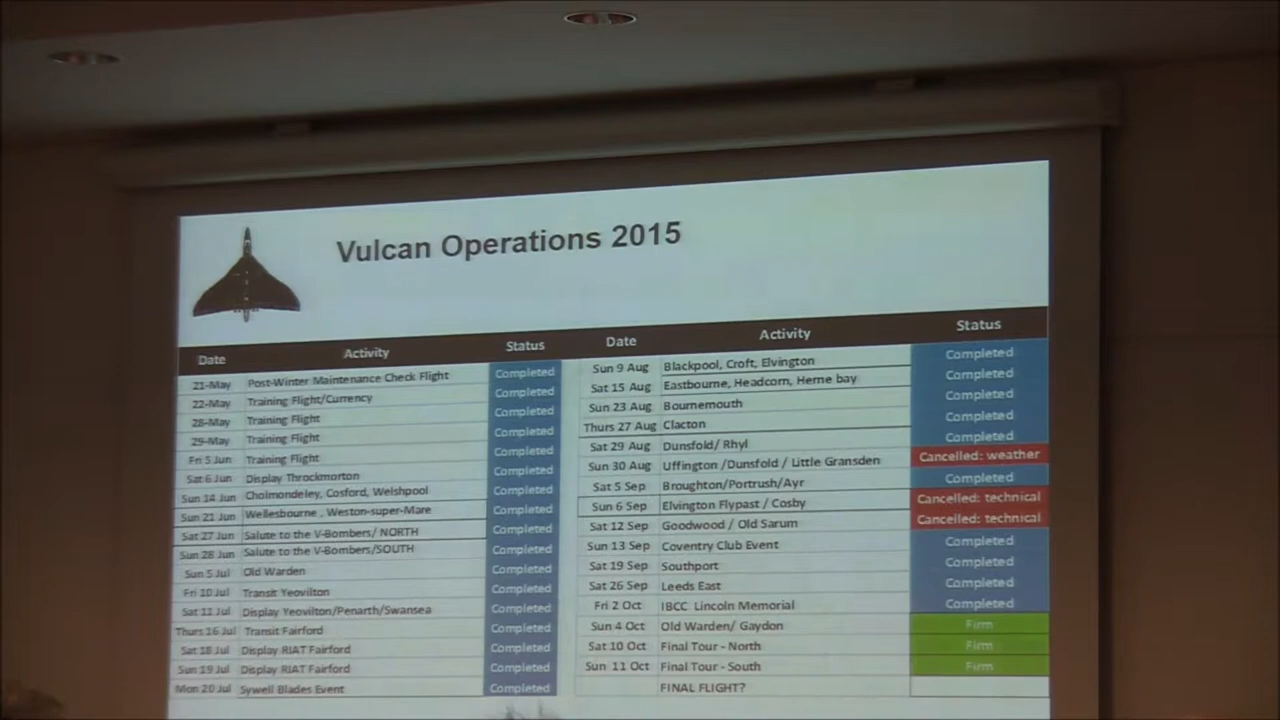 Vulcan Operations 2015
Date Activity Status Date Activity Status
21-May Post-Winter Maintenance Check Flight Completed Sun 9 Aug Blackpool, Croft, Elvington Completed
22-May Training Flight/Currency Completed Sat 15 Aug Eastbourne, Headcorn, Herne bay Completed
28-May Training Flight Completed Sun 23 Aug Bournemouth Completed
29-May Training Flight Completed Thurs 27 Aug Clacton Completed
Fri 5 Jun Training Flight Completed Sat 29 Aug Dunsfold/ Rhyl Completed
Sat 6 Jun Display Throckmorton Completed Sun 30 Aug Uffington /Dunsfold / Little Gransden Cancelled: weather
Sun 14 Jun Cholmondeley, Cosford, Welshpool Completed Sat 5 Sep Broughton/Portrush/Ayr Completed
Sun 21 Jun Wellesbourne , Weston-super-Mare Completed Sun 6 Sep Elvington Flypast / Cosby Cancelled: technical
Sat 27 Jun Salute to the V-Bombers/ NORTH Completed Sat 12 Sep Goodwood / Old Sarum Cancelled: technical
Sun 28 Jun Salute to the V-Bombers/SOUTH Completed Sun 13 Sep Coventry Club Event Completed
Sun 5 Jul Old Warden Completed Sat 19 Sep Southport Completed
Fri 10 Jul Transit Yeovilton Completed Sat 26 Sep Leeds East Completed
Sat 11 Jul Display Yeovilton/Penarth/Swansea Completed Fri 2 Oct IBCC Lincoln Memorial Completed
Thurs 16 Jul Transit Fairford Completed Sun 4 Oct Old Warden/ Gaydon Firm
Sat 18 Jul Display RIAT Fairford Completed Sat 10 Oct Final Tour - North Firm
Sun 19 Jul Display RIAT Fairford Completed Sun 11 Oct Final Tour - South Firm
Mon 20 Jul Sywell Blades Event Completed FINAL FLIGHT?